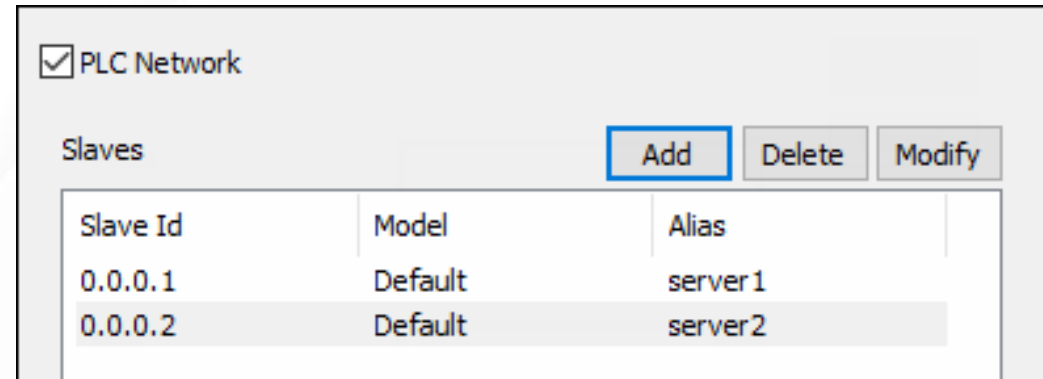 PLC Network
Slaves Add Delete Modify
Slave Id Model Alias
0.0.0.1 Default server1
0.0.0.2 Default server2